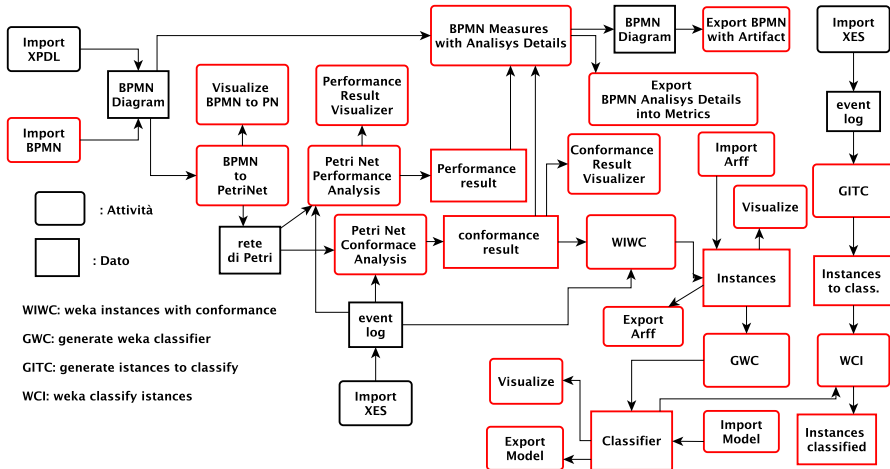 Import
XPDL
BPMN
Diagram
Import
BPMN
Visualize
BPMN to PN
Performance
Result
Visualizer
BPMN Measures
with Analisys Details
BPMN
Diagram
Export BPMN
with Artifact
Export
BPMN Analisys Details
into Metrics
Import
XES
event
log
BPMN
to
PetriNet
Petri Net
Performance
Analysis
Performance
result
Conformance
Result
Visualizer
Import
Arff
Visualize
GITC
: Attività
: Dato
rete
di Petri
Petri Net
Conformace
Analysis
conformance
result
WIWC
Instances
Instances
to class.
WIWC: weka instances with conformance
GWC: generate weka classifier
GITC: generate istances to classify
WCI: weka classify istances
event
log
Export
Arff
GWC
WCI
Import
XES
Visualize
Export
Model
Classifier
Import
Model
Instances
classified